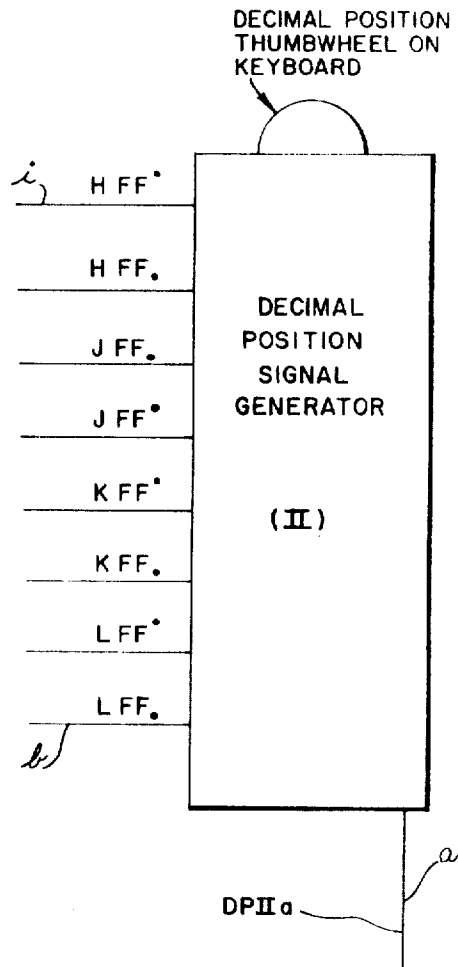 DECIMAL POSITION
THUMBWHEEL ON
KEYBOARD
i
H FF•
H FF.
DECIMAL
POSITION
SIGNAL
GENERATOR
J FF.
J FF•
K FF•
(II)
K FF.
L FF•
L FF.
b
a
DPIIa